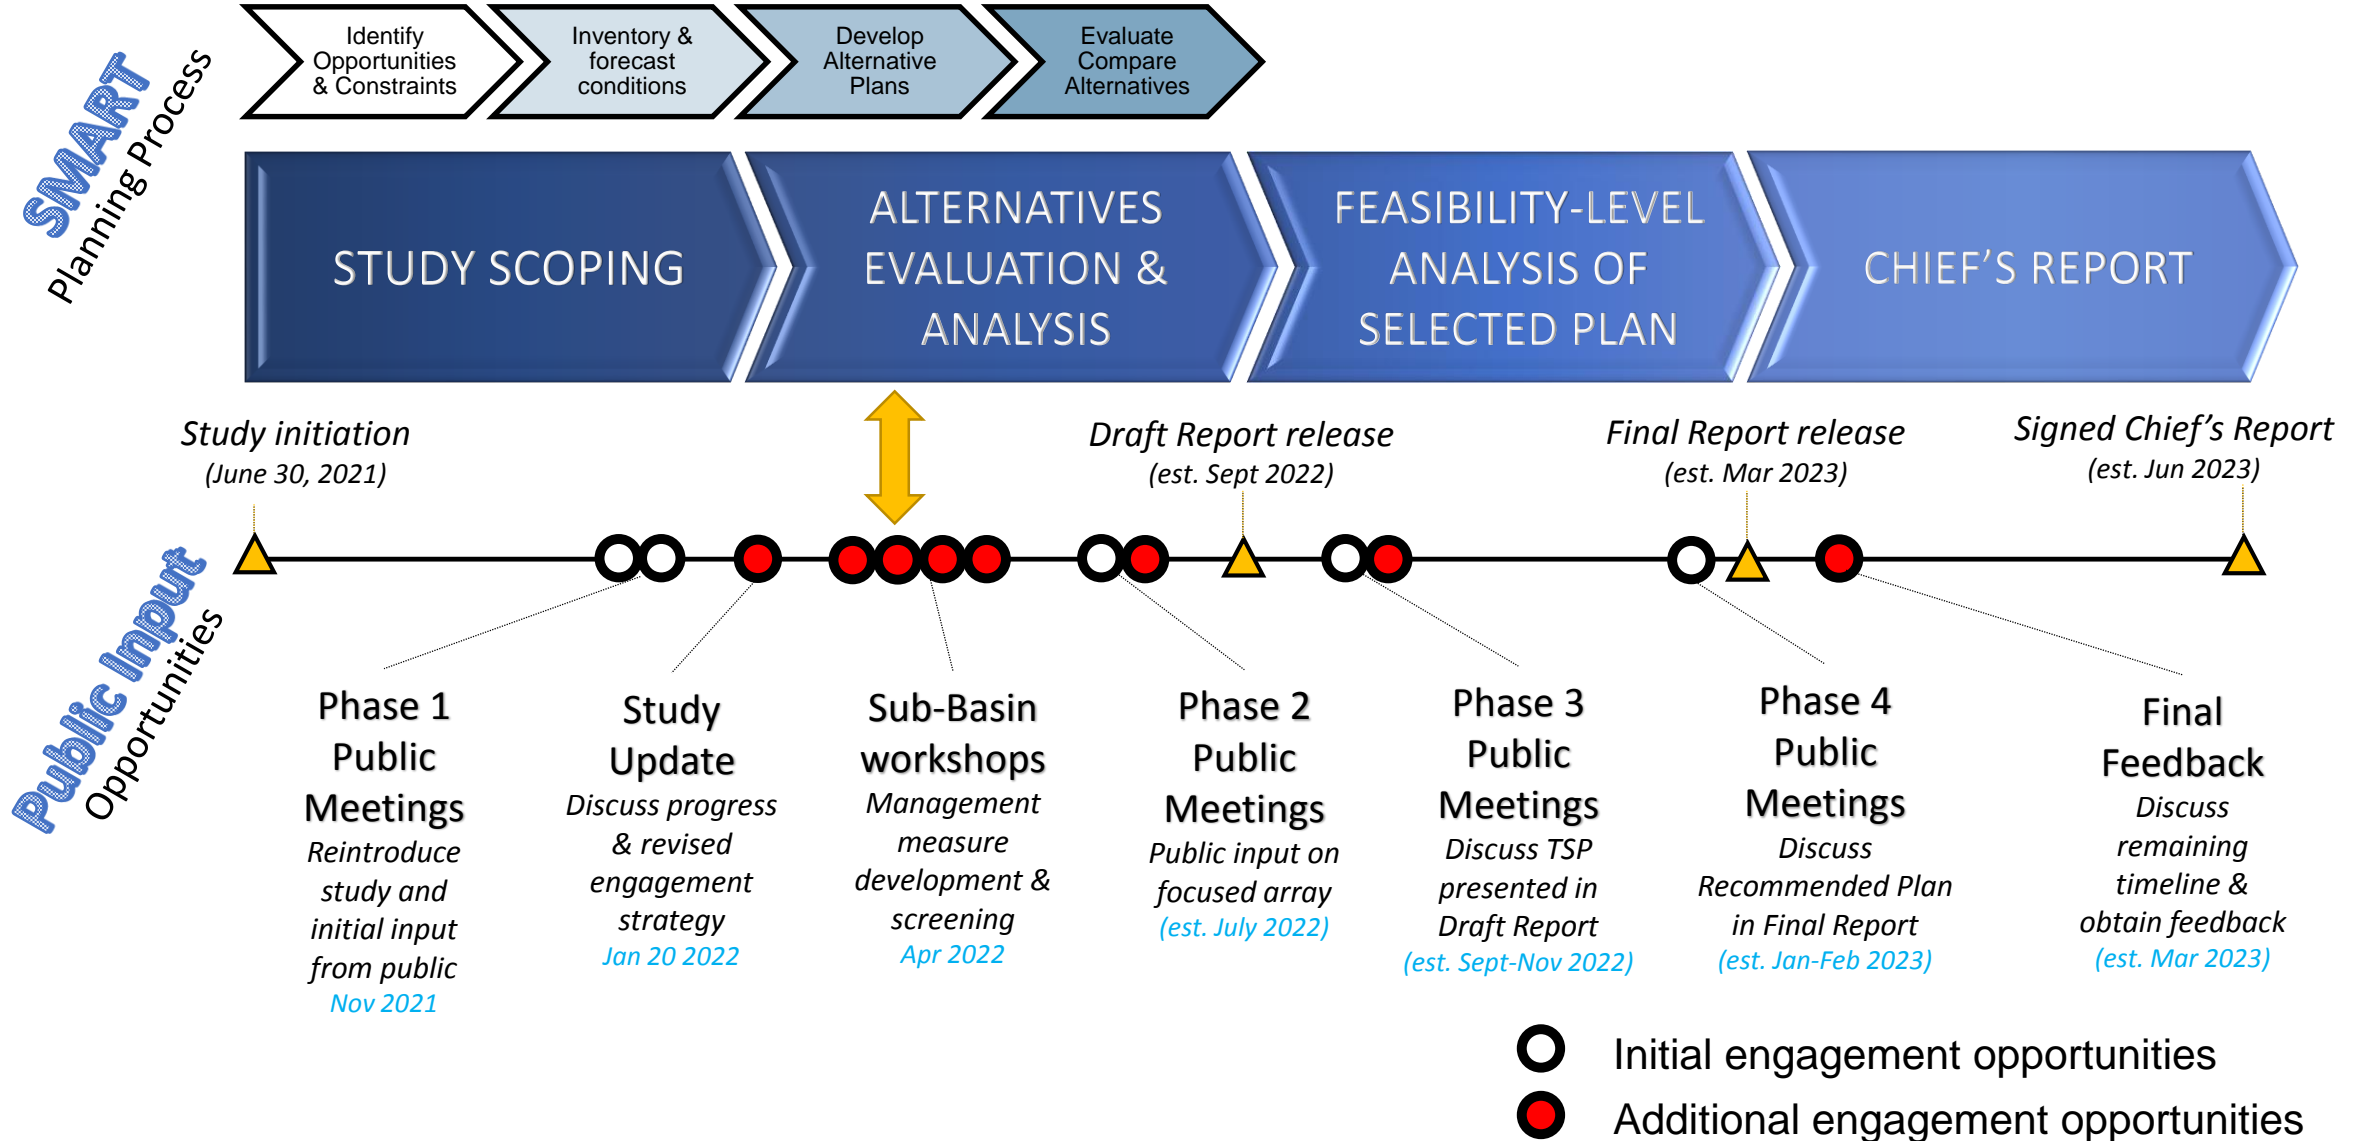 SMART
Planning Process
Identify
Opportunities
& Constraints
Inventory &
forecast
conditions
Develop
Alternative
Plans
Evaluate
Compare
Alternatives
STUDY SCOPING
ALTERNATIVES
EVALUATION &
ANALYSIS
FEASIBILITY-LEVEL
ANALYSIS OF
SELECTED PLAN
CHIEF'S REPORT
Study initiation
(June 30, 2021)
Draft Report release
(est. Sept 2022)
Final Report release
(est. Mar 2023)
Signed Chief's Report
(est. Jun 2023)
Public Input
Opportunities
Phase 1
Public
Meetings
Reintroduce
study and
initial input
from public
Nov 2021
Study
Update
Discuss progress
& revised
engagement
strategy
Jan 20 2022
Sub-Basin
workshops
Management
measure
development &
screening
Apr 2022
Phase 2
Public
Meetings
Public input on
focused array
(est. July 2022)
Phase 3
Public
Meetings
Discuss TSP
presented in
Draft Report
(est. Sept-Nov 2022)
Phase 4
Public
Meetings
Discuss
Recommended Plan
in Final Report
(est. Jan-Feb 2023)
Final
Feedback
Discuss
remaining
timeline &
obtain feedback
(est. Mar 2023)
Initial engagement opportunities
Additional engagement opportunities